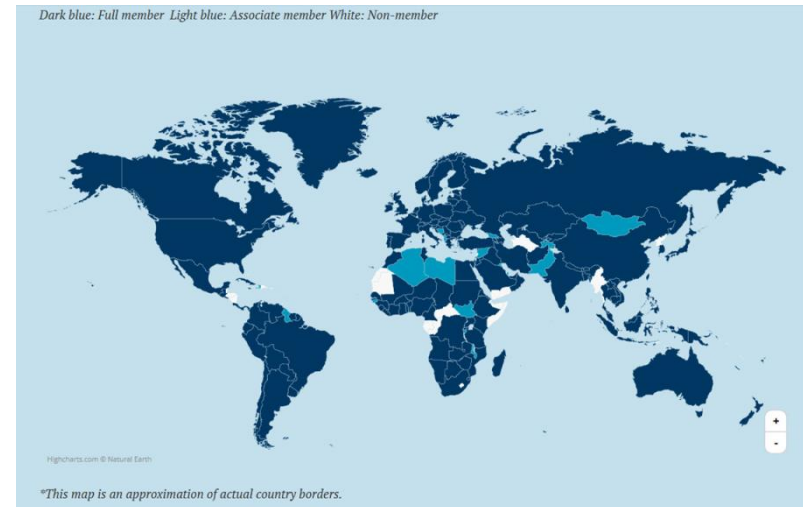 Dark blue: Full member Light blue: Associate member White: Non-member
+
-
Highcharts.com © Natural Earth
*This map is an approximation of actual country borders.